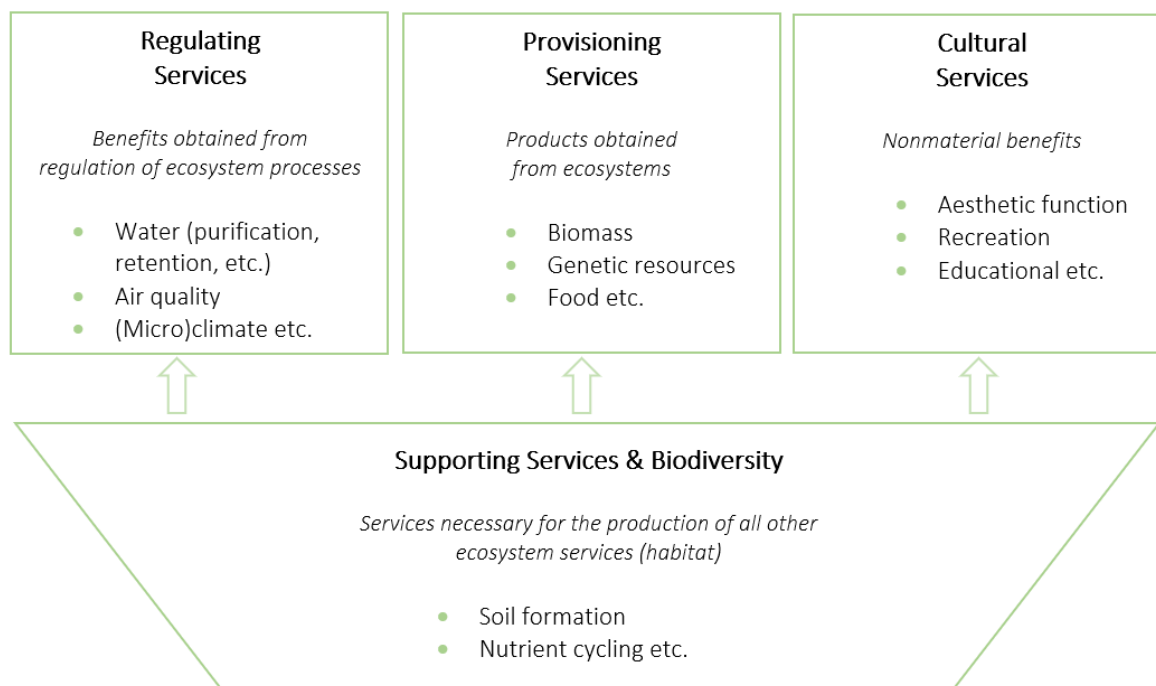 Regulating
Services
Benefits obtained from
regulation of ecosystem processes
Water (purification,
retention, etc.)
Air quality
(Micro)climate etc.
Provisioning
Services
Products obtained
from ecosystems
Biomass
Genetic resources
Food etc.
Cultural
Services
Nonmaterial benefits
Aesthetic function
Recreation
Educational etc.
Supporting Services & Biodiversity
Services necessary for the production of all other
ecosystem services (habitat)
Soil formation
Nutrient cycling etc.